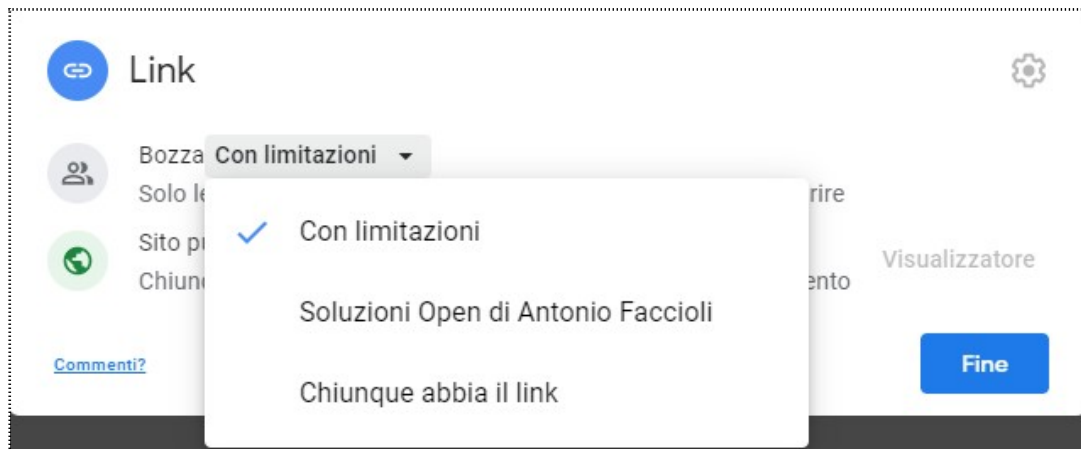 Link
Bozza Con limitazioni
Solo le rire
Con limitazioni
Sito pu
Visualizzatore
Chiunq ento
Soluzioni Open di Antonio Faccioli
Commenti?
Fine
Chiunque abbia il link